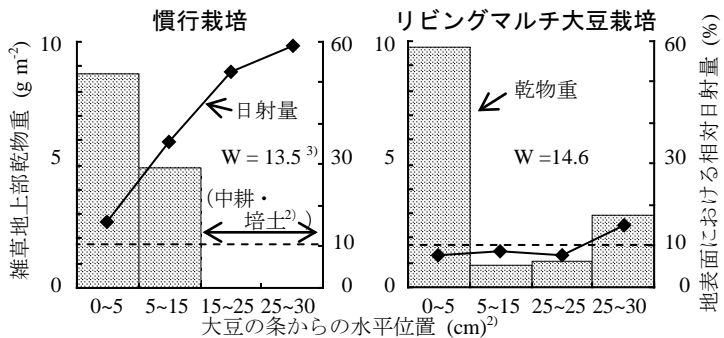 慣行栽培
リビングマルチ大豆栽培
雑草地上部乾物重 (g m-2)
10
5
0
日射量
W = 13.5 3)
(中耕・
培土2) )
60
30
10
0
0~5 5~15 15~25 25~30
10
5
0
乾物重
W =14.6
60
30
10
0
0~5 5~15 25~25 25~30
地表面における相対日射量 (%)
大豆の条からの水平位置 (cm)2)